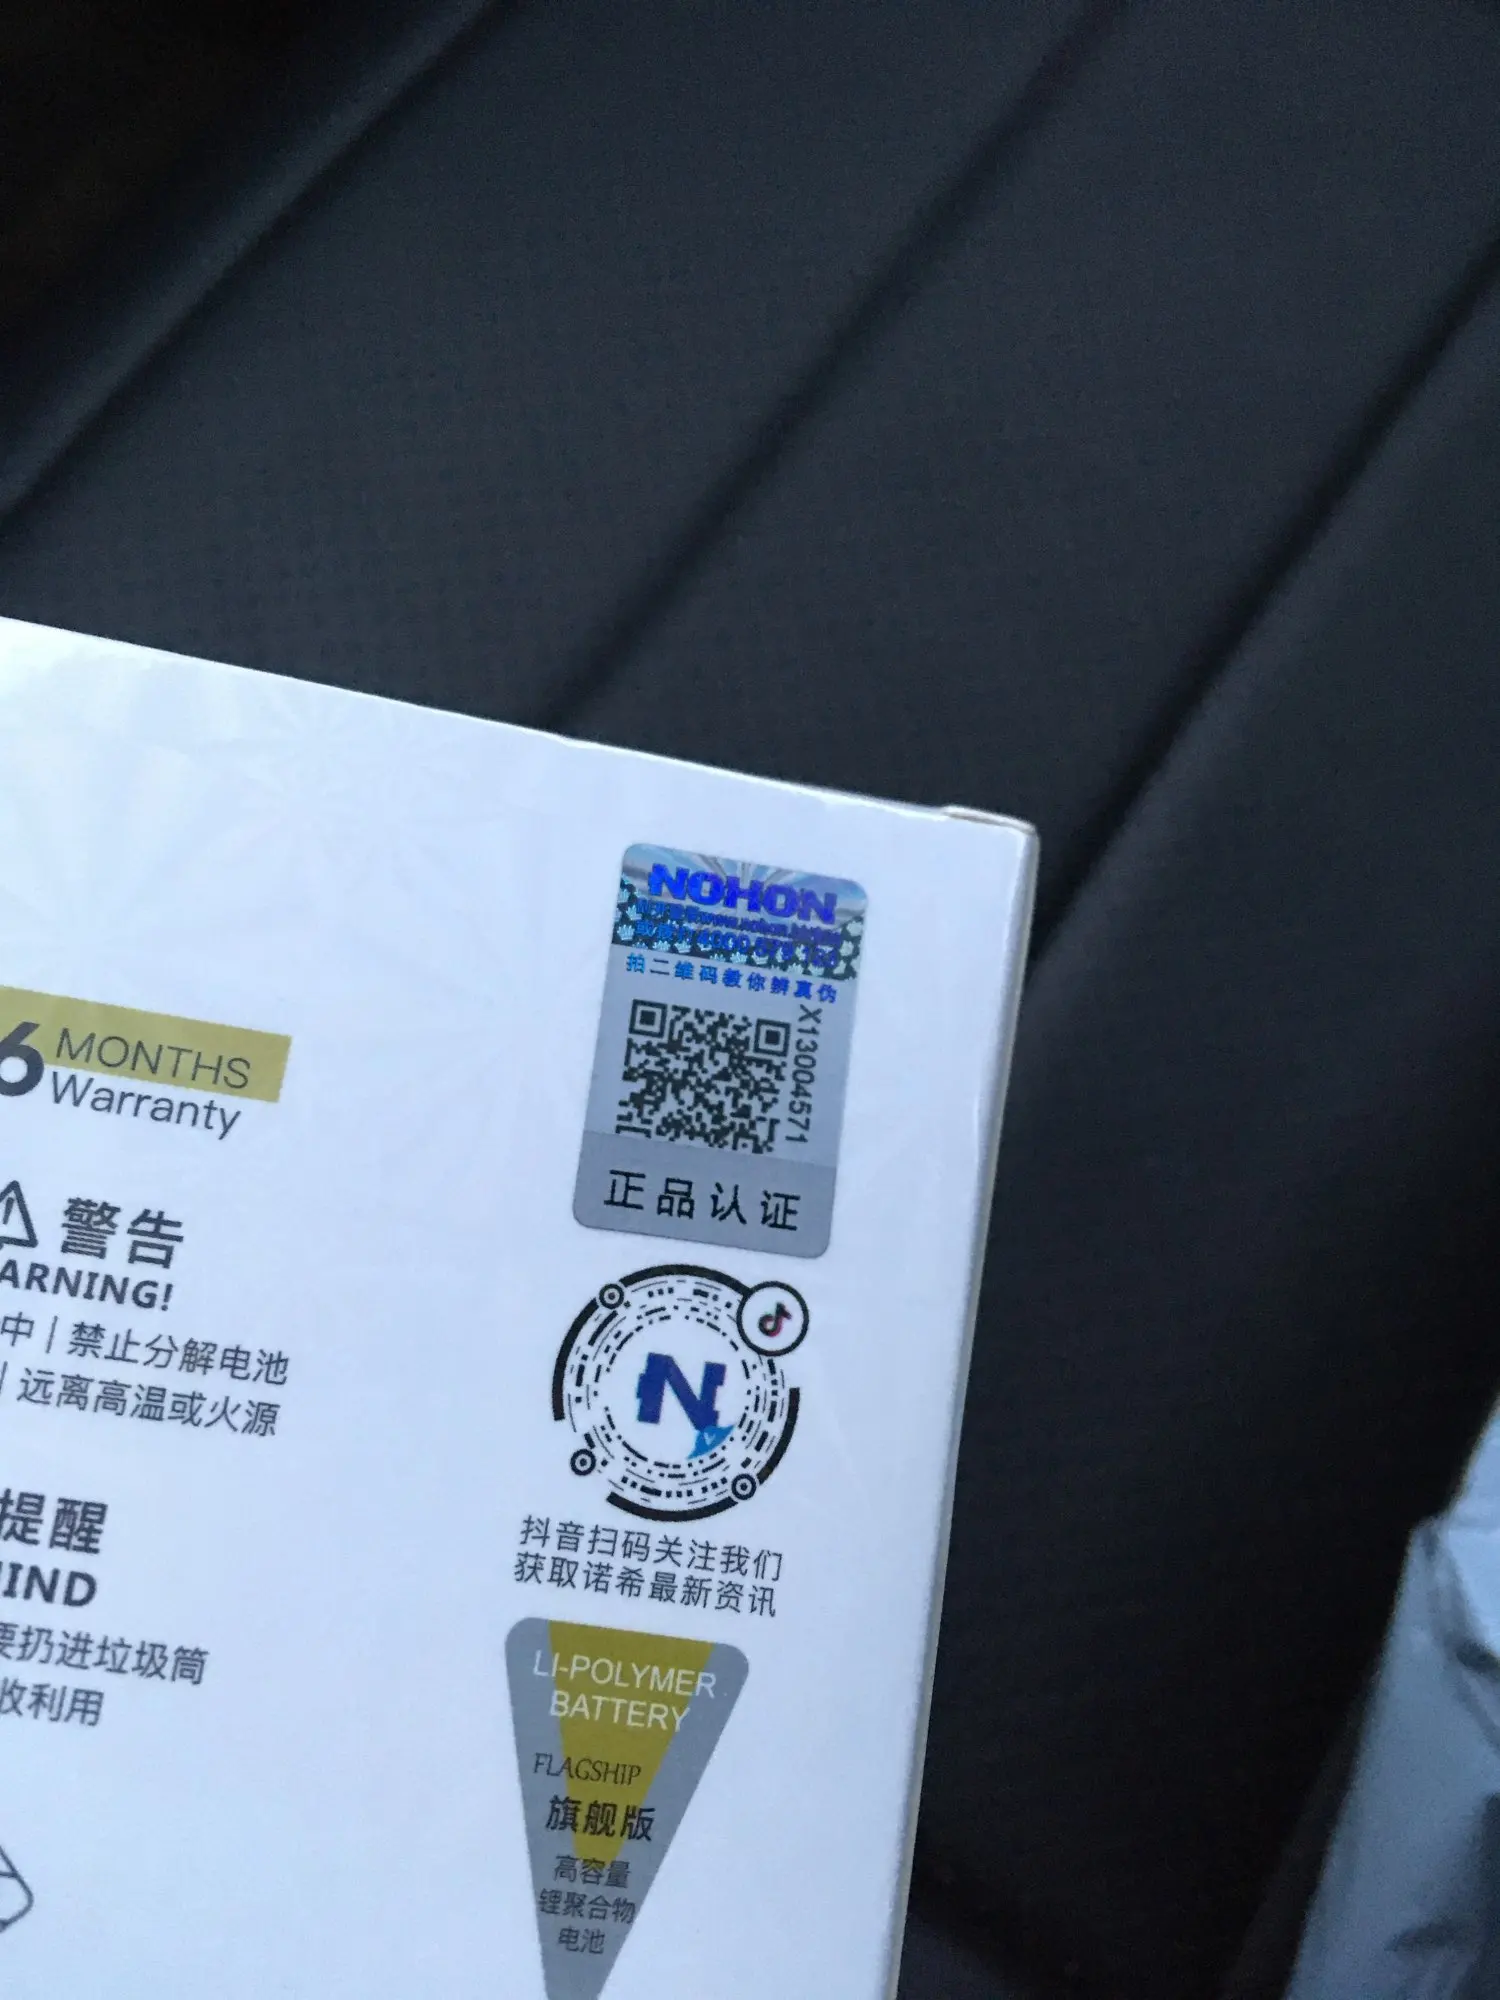 NOHON
拍二维码教你辨真伪
X13004571
正品认证
6 MONTHS
Warranty
警告
ARNING!
中 | 禁止分解电池
| 远离高温或火源
提醒
IND
要扔进垃圾筒
收利用
N
抖音扫码关注我们
获取诺希最新资讯
LI-POLYMER
BATTERY
FLAGSHIP
旗舰版
高容量
锂聚合物
电池